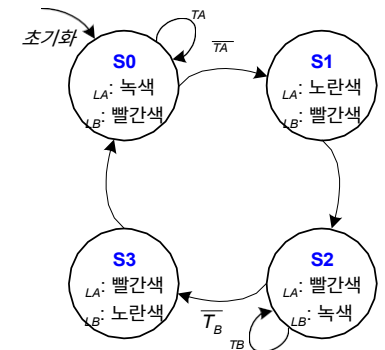 초기화
TA
T̅A̅
S0
LA: 녹색
LB: 빨간색
S1
LA: 노란색
LB: 빨간색
S3
LA: 빨간색
LB: 노란색
S2
LA: 빨간색
LB: 녹색
T̅B
TB